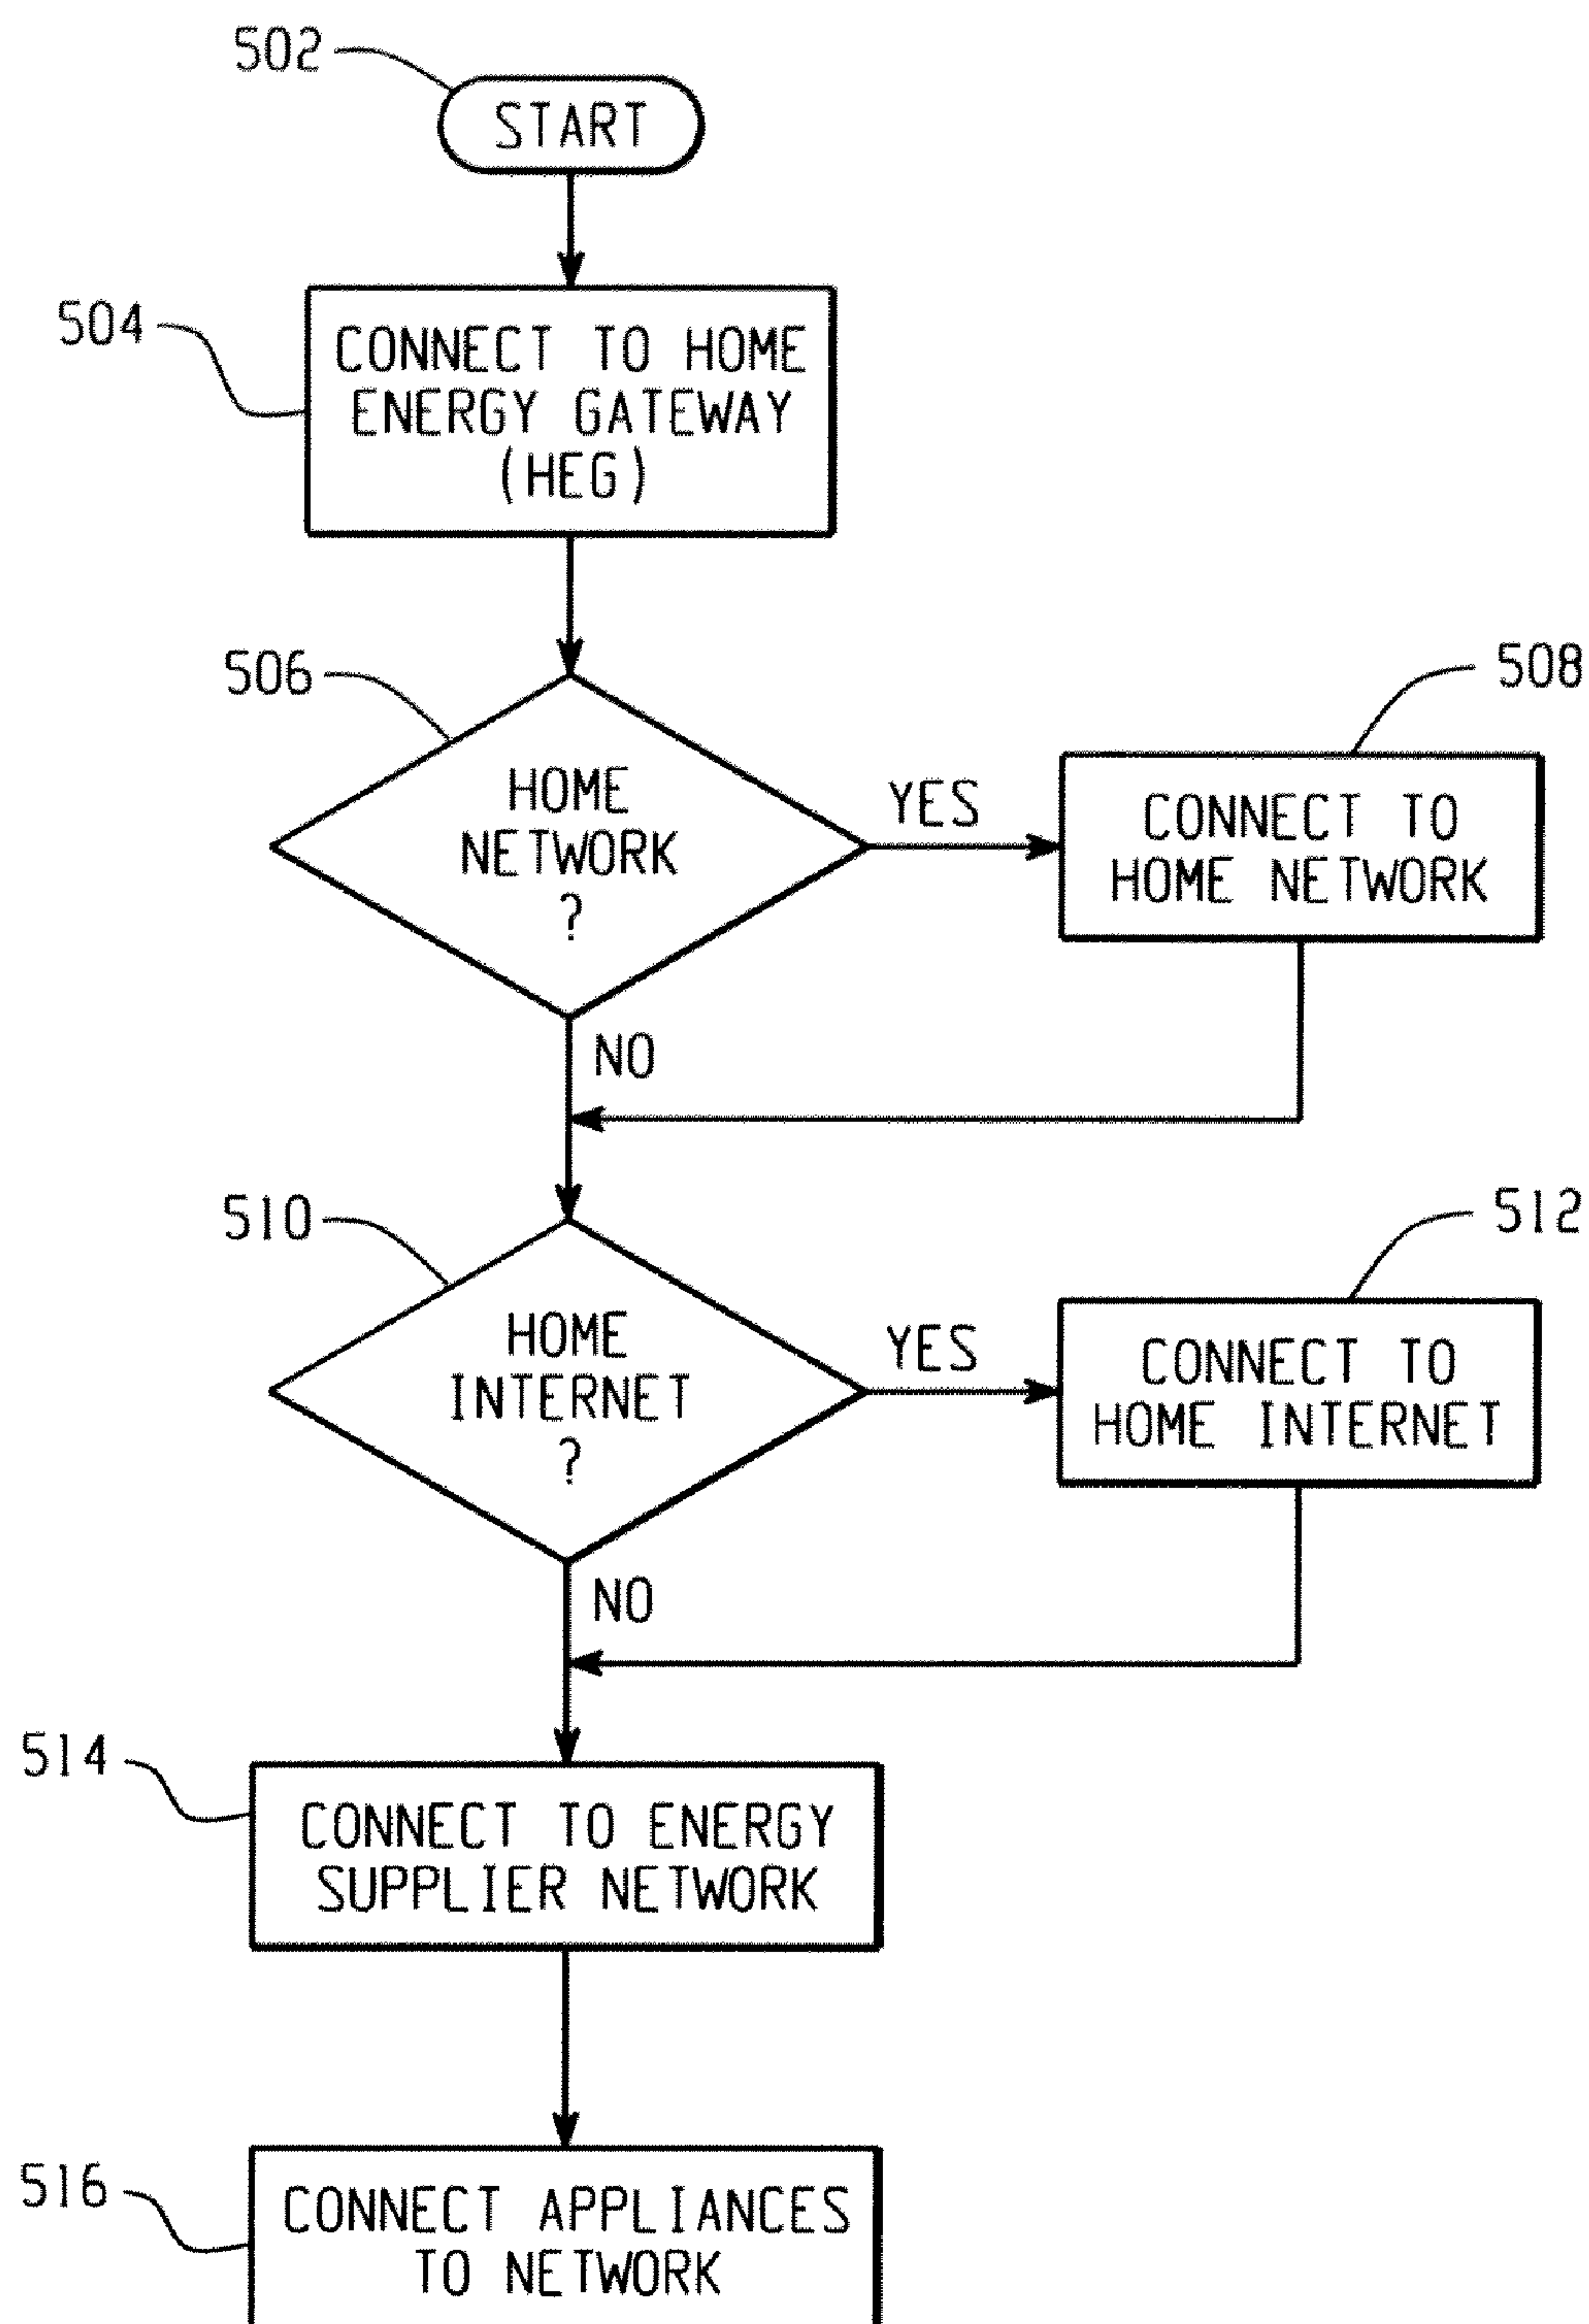 502
START
504
CONNECT TO HOME
ENERGY GATEWAY
(HEG)
506
HOME
NETWORK
?
YES
508
CONNECT TO
HOME NETWORK
NO
510
HOME
INTERNET
?
YES
512
CONNECT TO
HOME INTERNET
NO
514
CONNECT TO ENERGY
SUPPLIER NETWORK
516
CONNECT APPLIANCES
TO NETWORK